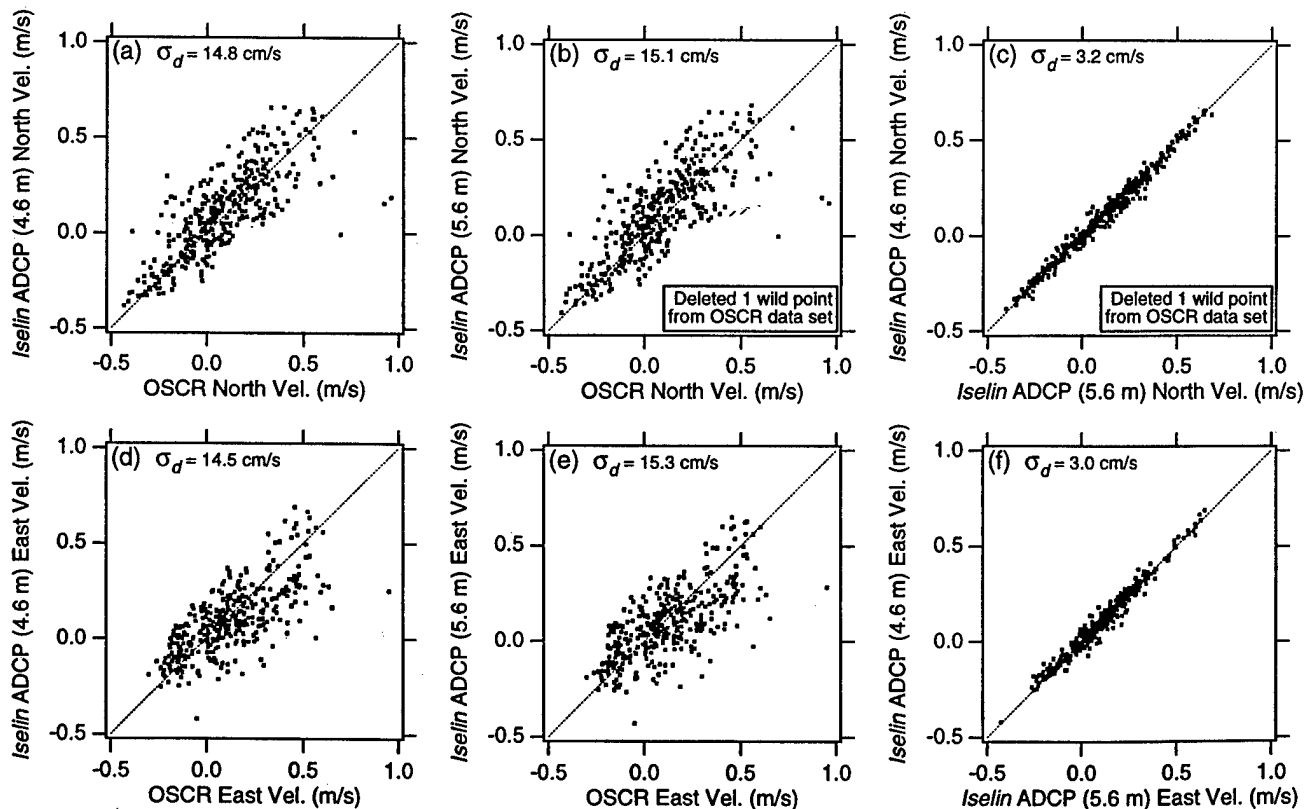 Iselin ADCP (4.6 m) North Vel. (m/s)
1.0
0.5
0.0
-0.5
(a) σd = 14.8 cm/s
-0.5 0.0 0.5 1.0
OSCR North Vel. (m/s)
Iselin ADCP (5.6 m) North Vel. (m/s)
1.0
0.5
0.0
-0.5
(b) σd = 15.1 cm/s
Deleted 1 wild point
from OSCR data set
-0.5 0.0 0.5 1.0
OSCR North Vel. (m/s)
Iselin ADCP (4.6 m) North Vel. (m/s)
1.0
0.5
0.0
-0.5
(c) σd = 3.2 cm/s
Deleted 1 wild point
from OSCR data set
-0.5 0.0 0.5 1.0
Iselin ADCP (5.6 m) North Vel. (m/s)
Iselin ADCP (4.6 m) East Vel. (m/s)
1.0
0.5
0.0
-0.5
(d) σd = 14.5 cm/s
-0.5 0.0 0.5 1.0
OSCR East Vel. (m/s)
Iselin ADCP (5.6 m) East Vel. (m/s)
1.0
0.5
0.0
-0.5
(e) σd = 15.3 cm/s
-0.5 0.0 0.5 1.0
OSCR East Vel. (m/s)
Iselin ADCP (4.6 m) East Vel. (m/s)
1.0
0.5
0.0
-0.5
(f) σd = 3.0 cm/s
-0.5 0.0 0.5 1.0
Iselin ADCP (5.6 m) East Vel. (m/s)